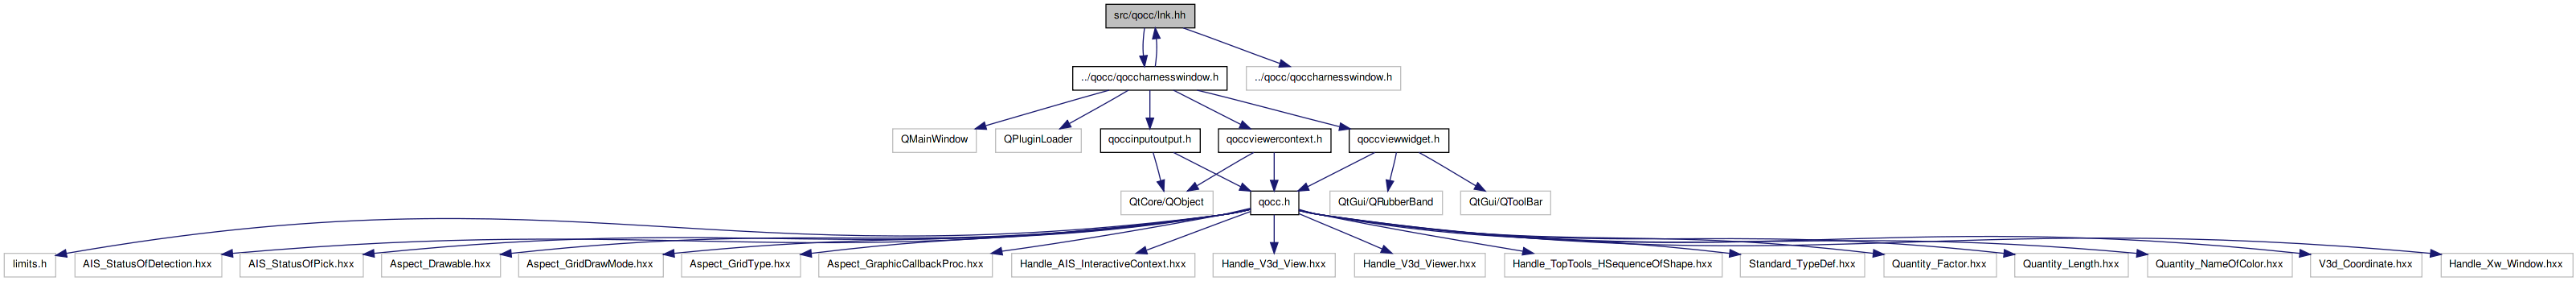 src/qocc/lnk.hh
../qocc/qoccharnesswindow.h
../qocc/qoccharnesswindow.h
QMainWindow
QPluginLoader
qoccinputoutput.h
qoccviewercontext.h
qoccviewwidget.h
QtCore/QObject
qocc.h
QtGui/QRubberBand
QtGui/QToolBar
limits.h
AIS_StatusOfDetection.hxx
AIS_StatusOfPick.hxx
Aspect_Drawable.hxx
Aspect_GridDrawMode.hxx
Aspect_GridType.hxx
Aspect_GraphicCallbackProc.hxx
Handle_AIS_InteractiveContext.hxx
Handle_V3d_View.hxx
Handle_V3d_Viewer.hxx
Handle_TopTools_HSequenceOfShape.hxx
Standard_TypeDef.hxx
Quantity_Factor.hxx
Quantity_Length.hxx
Quantity_NameOfColor.hxx
V3d_Coordinate.hxx
Handle_Xw_Window.hxx